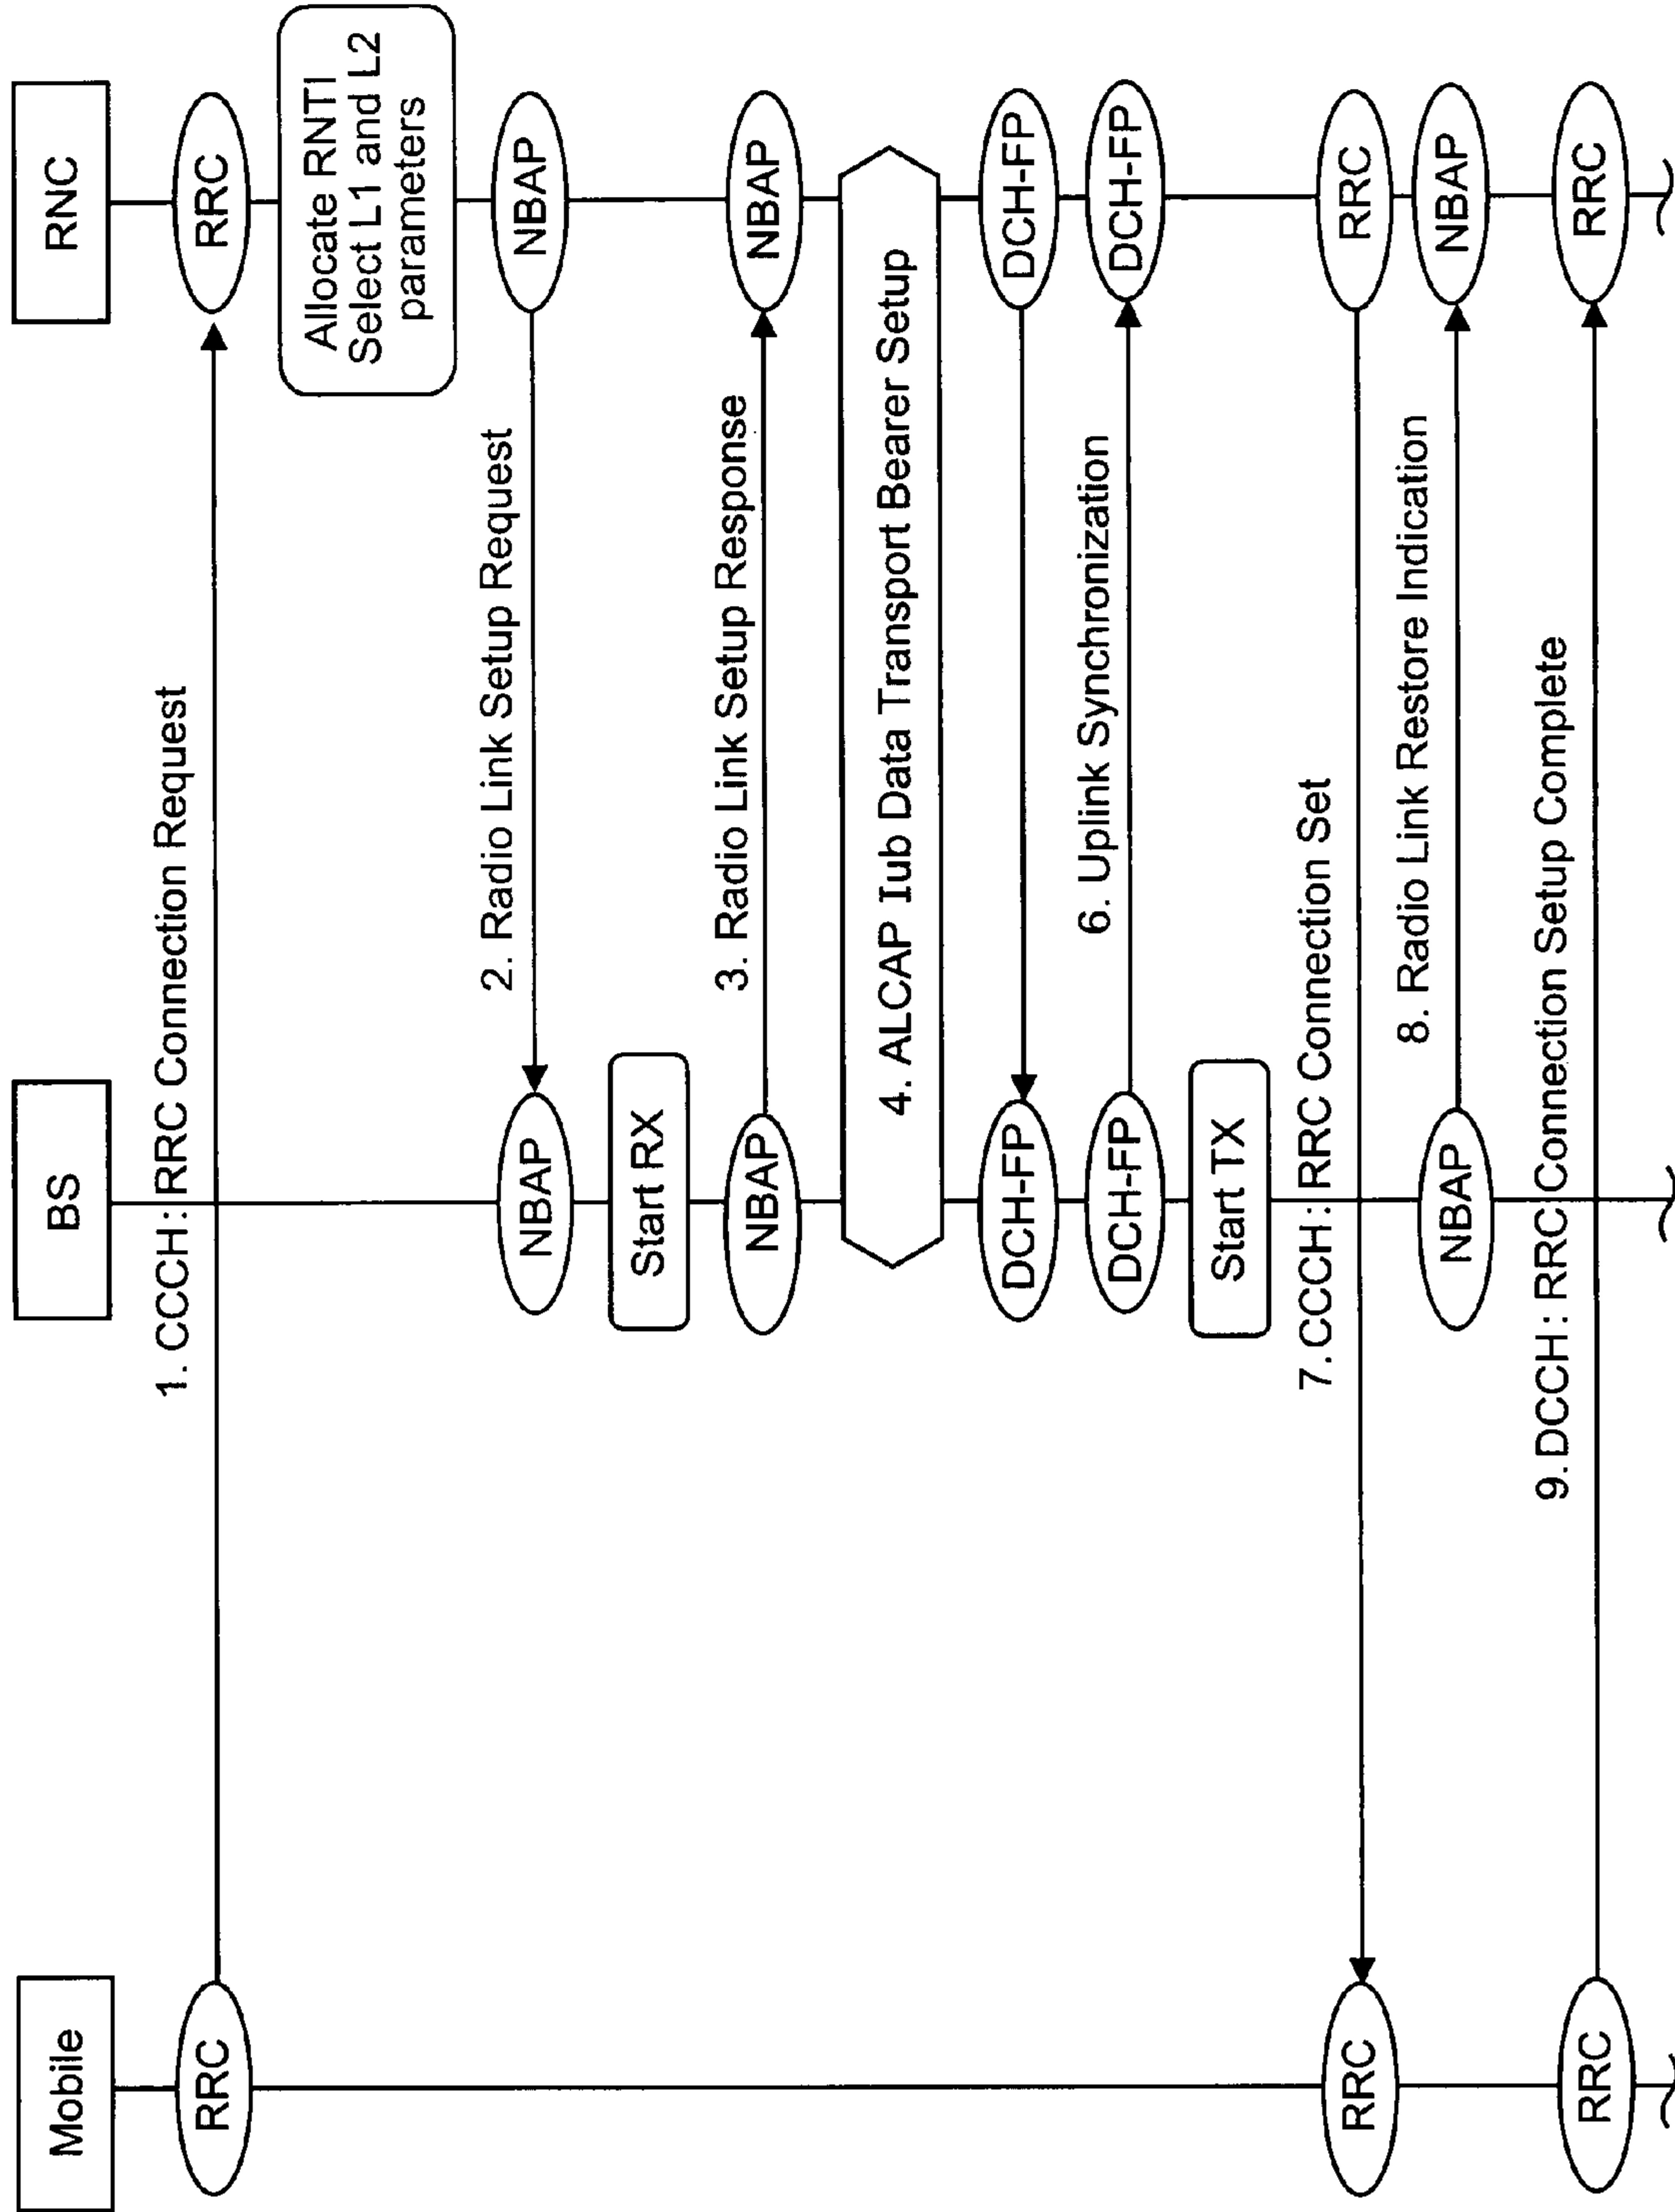 Mobile
BS
RNC
1. CCCH: RRC Connection Request
RRC
RRC
Allocate RNTI
Select L1 and L2
parameters
2. Radio Link Setup Request
NBAP
NBAP
Start RX
3. Radio Link Setup Response
NBAP
NBAP
4. ALCAP Iub Data Transport Bearer Setup
DCH-FP
DCH-FP
6. Uplink Synchronization
DCH-FP
DCH-FP
Start TX
7. CCCH: RRC Connection Set
RRC
RRC
8. Radio Link Restore Indication
NBAP
NBAP
9. DCCH: RRC Connection Setup Complete
RRC
RRC